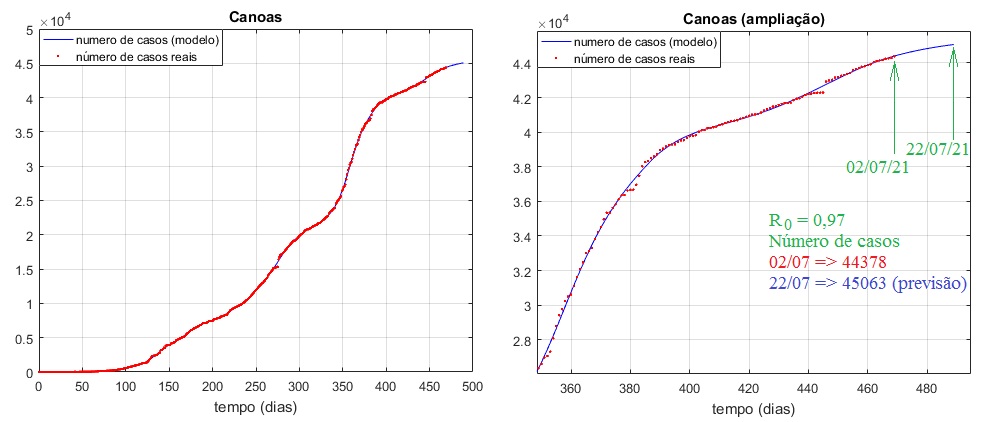 Canoas
×10⁴
numero de casos (modelo)
número de casos reais
5
4.5
4
3.5
3
2.5
2
1.5
1
0.5
0
0 50 100 150 200 250 300 350 400 450 500
tempo (dias)
Canoas (ampliação)
×10⁴
numero de casos (modelo)
número de casos reais
4.4
4.2
4
3.8
3.6
3.4
3.2
3
2.8
22/07/21
02/07/21
R0 = 0,97
Número de casos
02/07 => 44378
22/07 => 45063 (previsão)
360 380 400 420 440 460 480
tempo (dias)